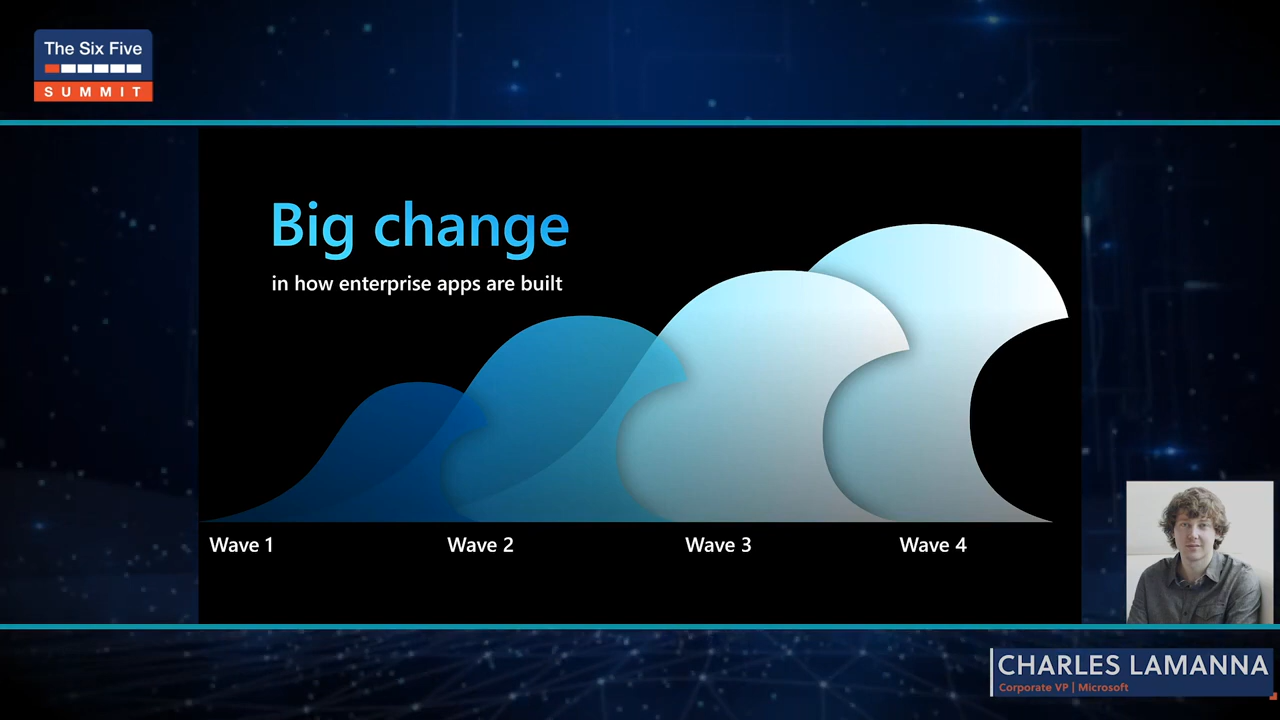 The Six Five
SUMMIT
Big change
in how enterprise apps are built
Wave 1
Wave 2
Wave 3
Wave 4
CHARLES LAMANNA
Corporate VP | Microsoft